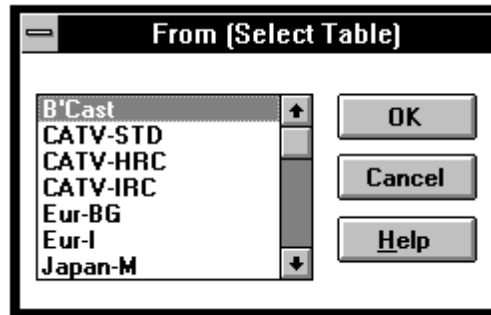 From (Select Table)
B'Cast
CATV-STD
CATV-HRC
CATV-IRC
Eur-BG
Eur-I
Japan-M
OK
Cancel
Help